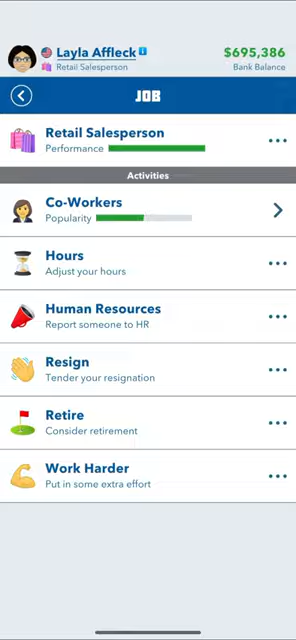 Layla Affleck
$695,386
Retail Salesperson
Bank Balance
JOB
Retail Salesperson
Performance
Activities
Co-Workers
Popularity
Hours
Adjust your hours
Human Resources
Report someone to HR
Resign
Tender your resignation
Retire
Consider retirement
Work Harder
Put in some extra effort